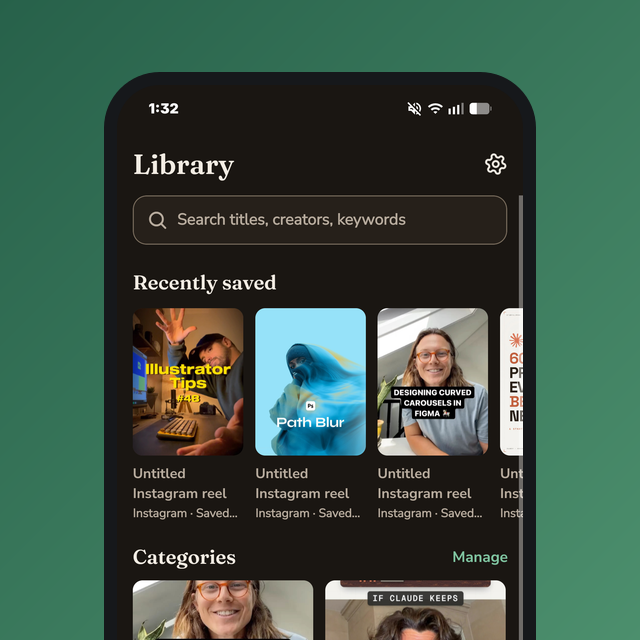 1:32
Library
Search titles, creators, keywords
Recently saved
Illustrator
Tips
#48
Ps
Path Blur
DESIGNING CURVED
CAROUSELS IN
FIGMA
Untitled
Instagram reel
Instagram · Saved...
Untitled
Instagram reel
Instagram · Saved...
Untitled
Instagram reel
Instagram · Saved...
Categories
Manage
IF CLAUDE KEEPS